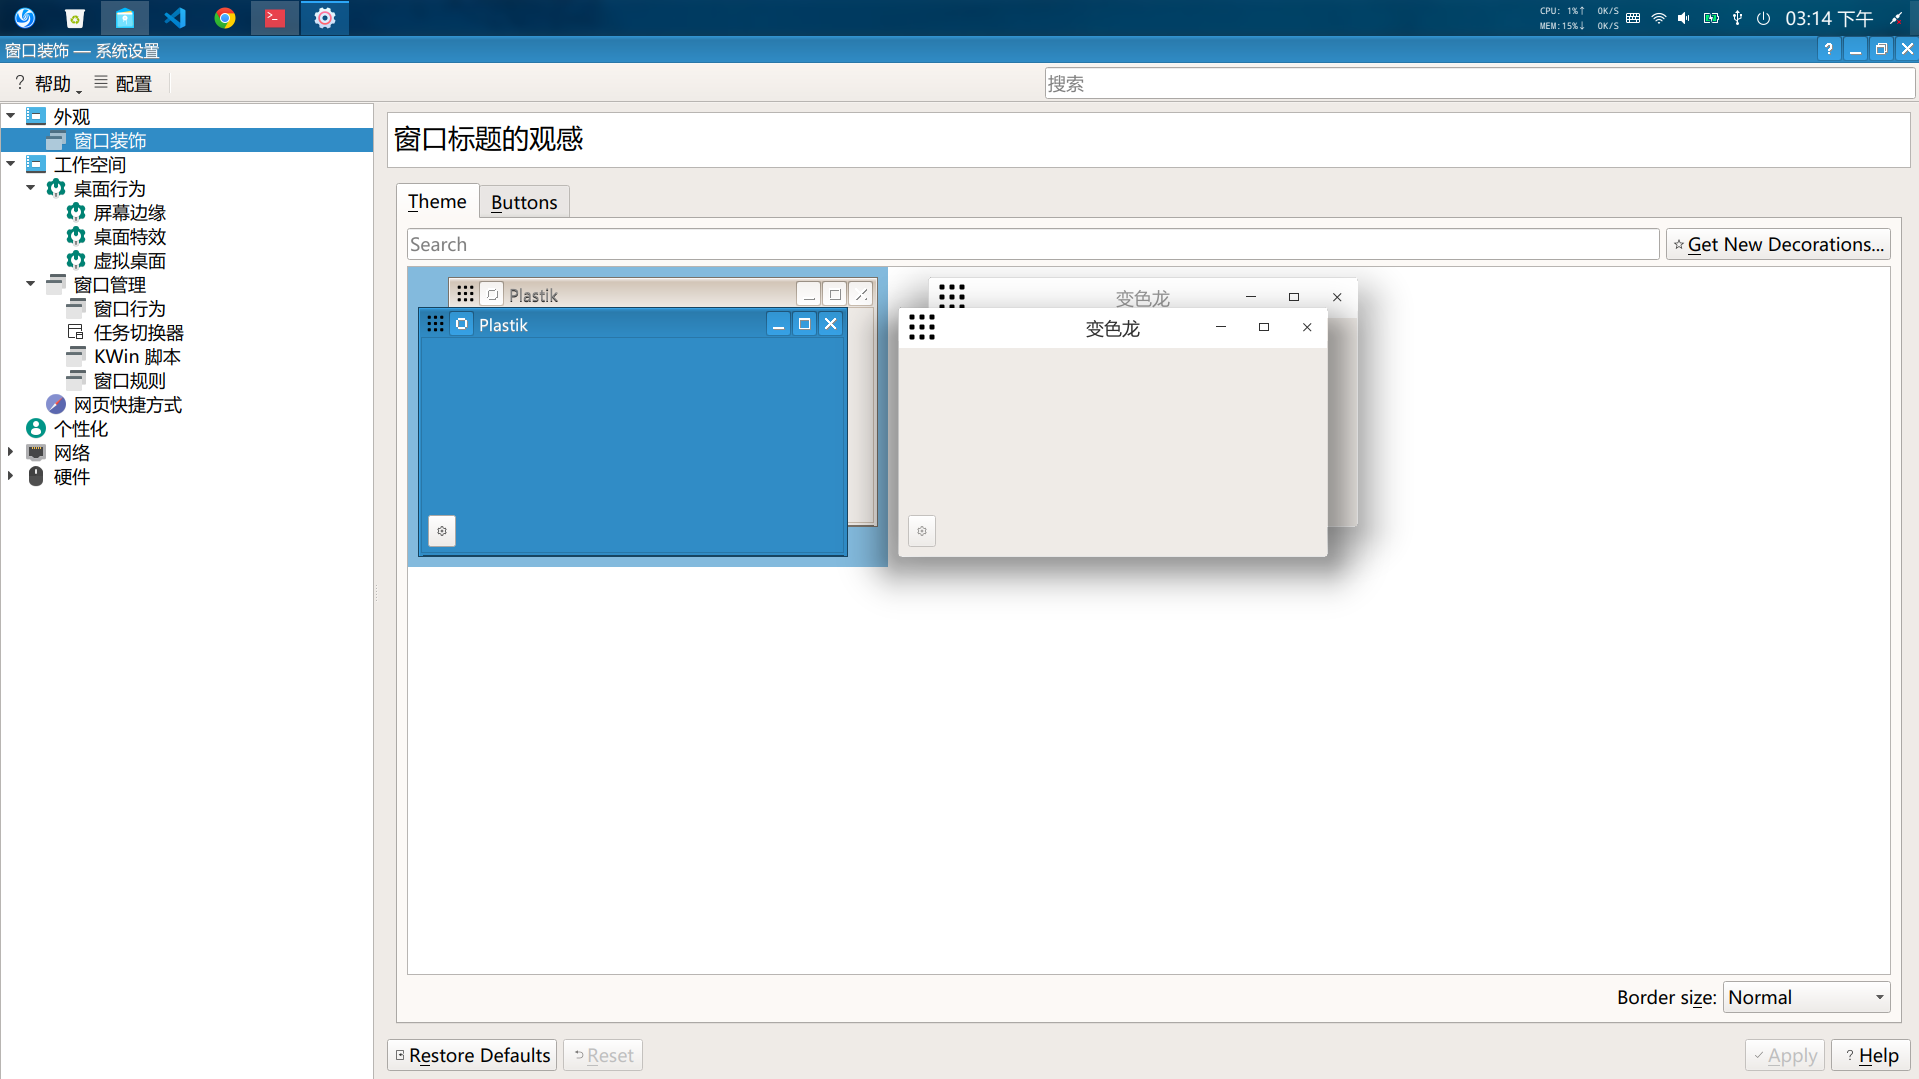 CPU: 1%↑ 0K/S
MEM:15%↓ 0K/S
03:14 下午
窗口装饰 — 系统设置
? 帮助
配置
搜索
外观
窗口装饰
工作空间
桌面行为
屏幕边缘
桌面特效
虚拟桌面
窗口管理
窗口行为
任务切换器
KWin 脚本
窗口规则
网页快捷方式
个性化
网络
硬件
窗口标题的观感
Theme
Buttons
Search
Get New Decorations...
Plastik
Plastik
变色龙
变色龙
Border size: Normal
Restore Defaults
Reset
Apply
? Help